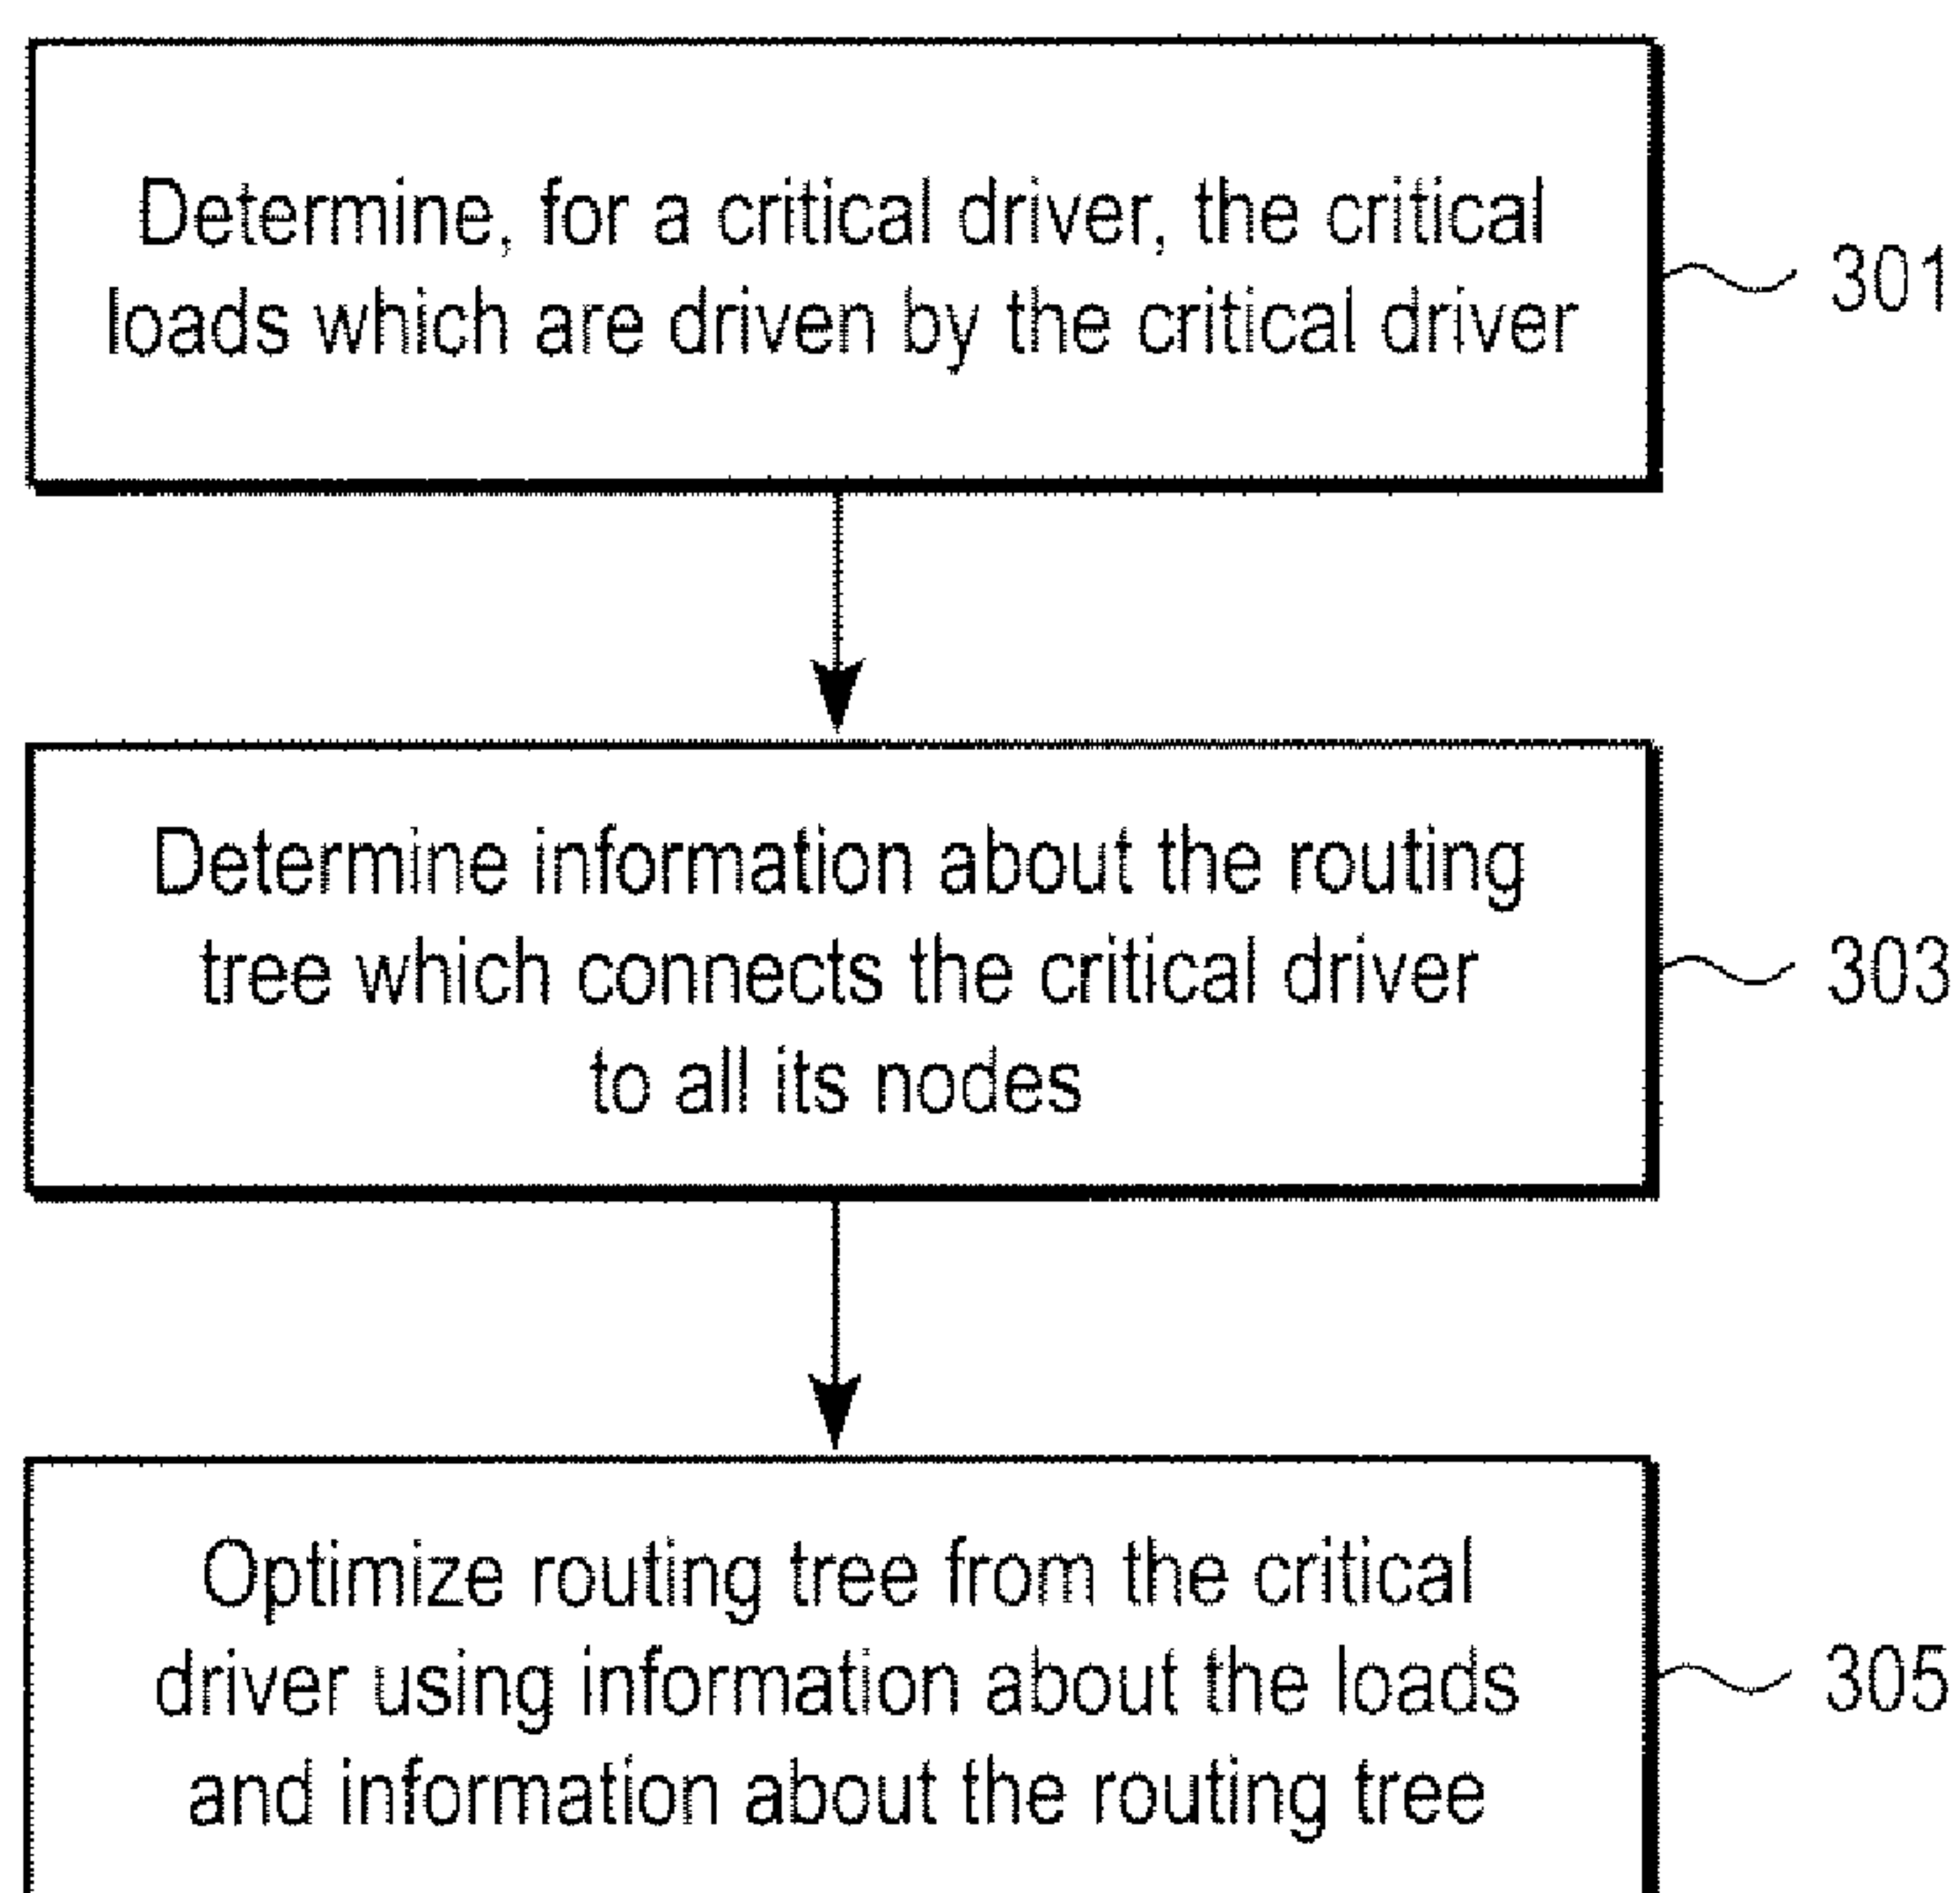 Determine, for a critical driver, the critical
loads which are driven by the critical driver
301
Determine information about the routing
tree which connects the critical driver
to all its nodes
303
Optimize routing tree from the critical
driver using information about the loads
and information about the routing tree
305